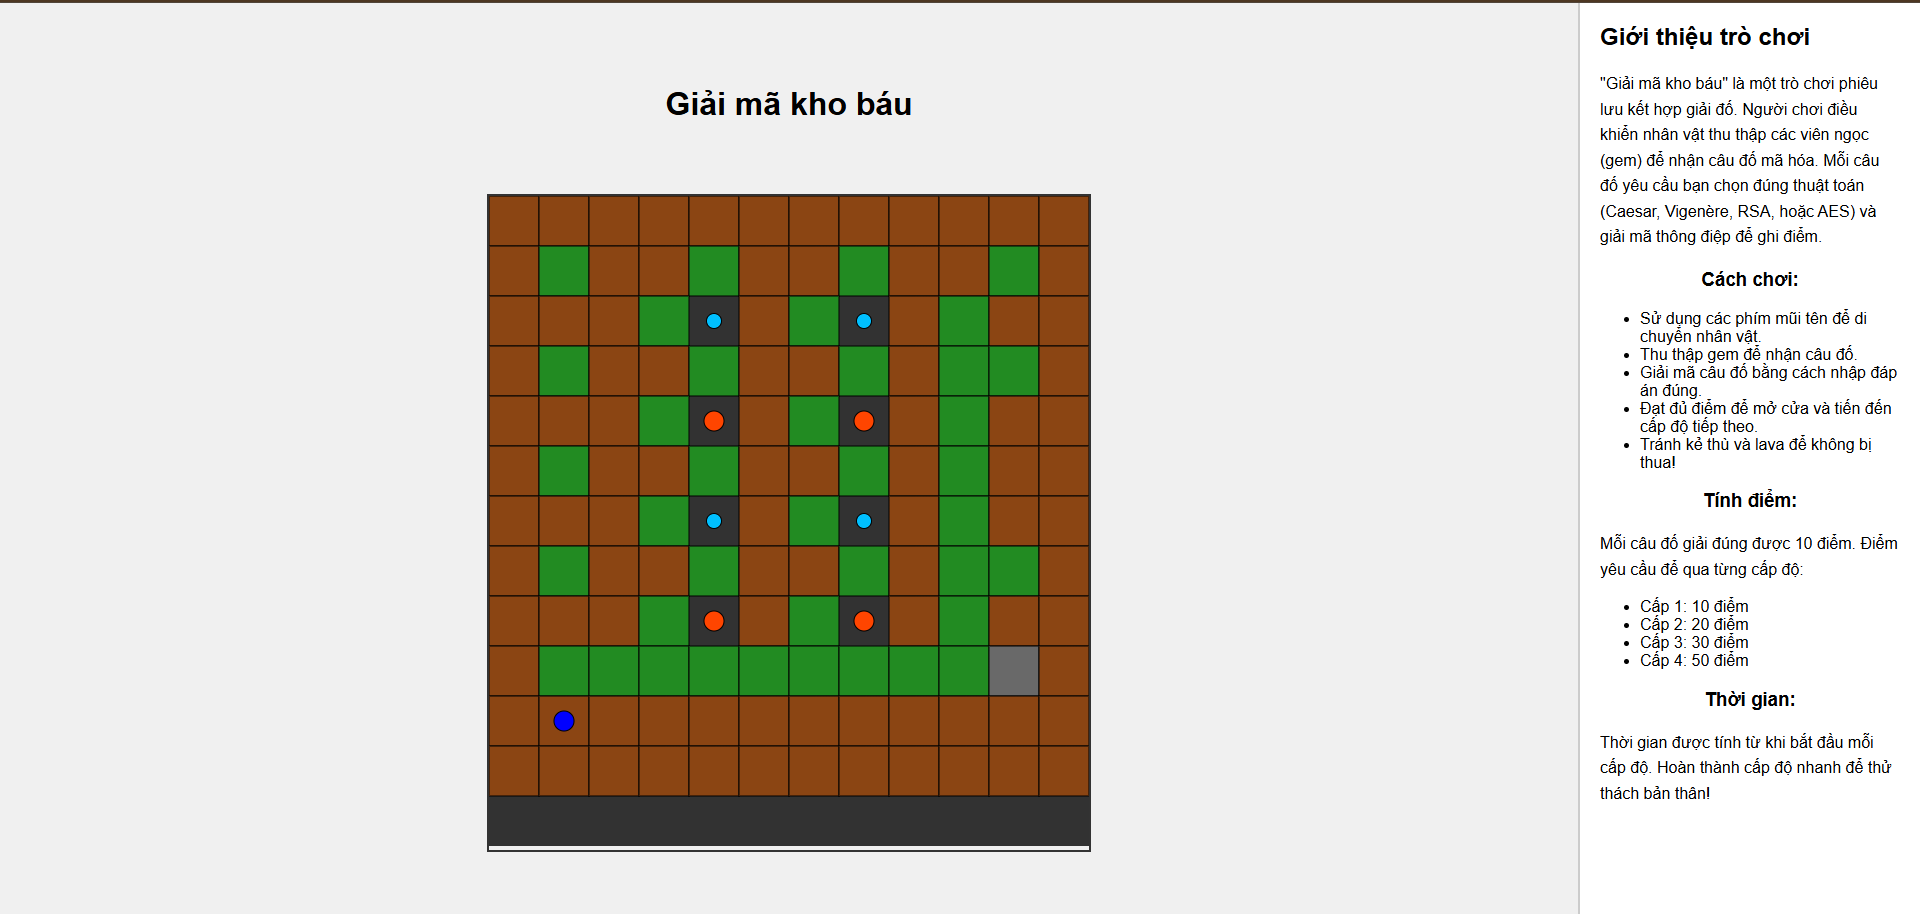 Giải mã kho báu
Giới thiệu trò chơi
"Giải mã kho báu" là một trò chơi phiêu
lưu kết hợp giải đố. Người chơi điều
khiển nhân vật thu thập các viên ngọc
(gem) để nhận câu đố mã hóa. Mỗi câu
đố yêu cầu bạn chọn đúng thuật toán
(Caesar, Vigenère, RSA, hoặc AES) và
giải mã thông điệp để ghi điểm.
Cách chơi:
• Sử dụng các phím mũi tên để di
chuyển nhân vật.
• Thu thập gem để nhận câu đố.
• Giải mã câu đố bằng cách nhập đáp
án đúng.
• Đạt đủ điểm để mở cửa và tiến đến
cấp độ tiếp theo.
• Tránh kẻ thù và lava để không bị
thua!
Tính điểm:
Mỗi câu đố giải đúng được 10 điểm. Điểm
yêu cầu để qua từng cấp độ:
• Cấp 1: 10 điểm
• Cấp 2: 20 điểm
• Cấp 3: 30 điểm
• Cấp 4: 50 điểm
Thời gian:
Thời gian được tính từ khi bắt đầu mỗi
cấp độ. Hoàn thành cấp độ nhanh để thử
thách bản thân!